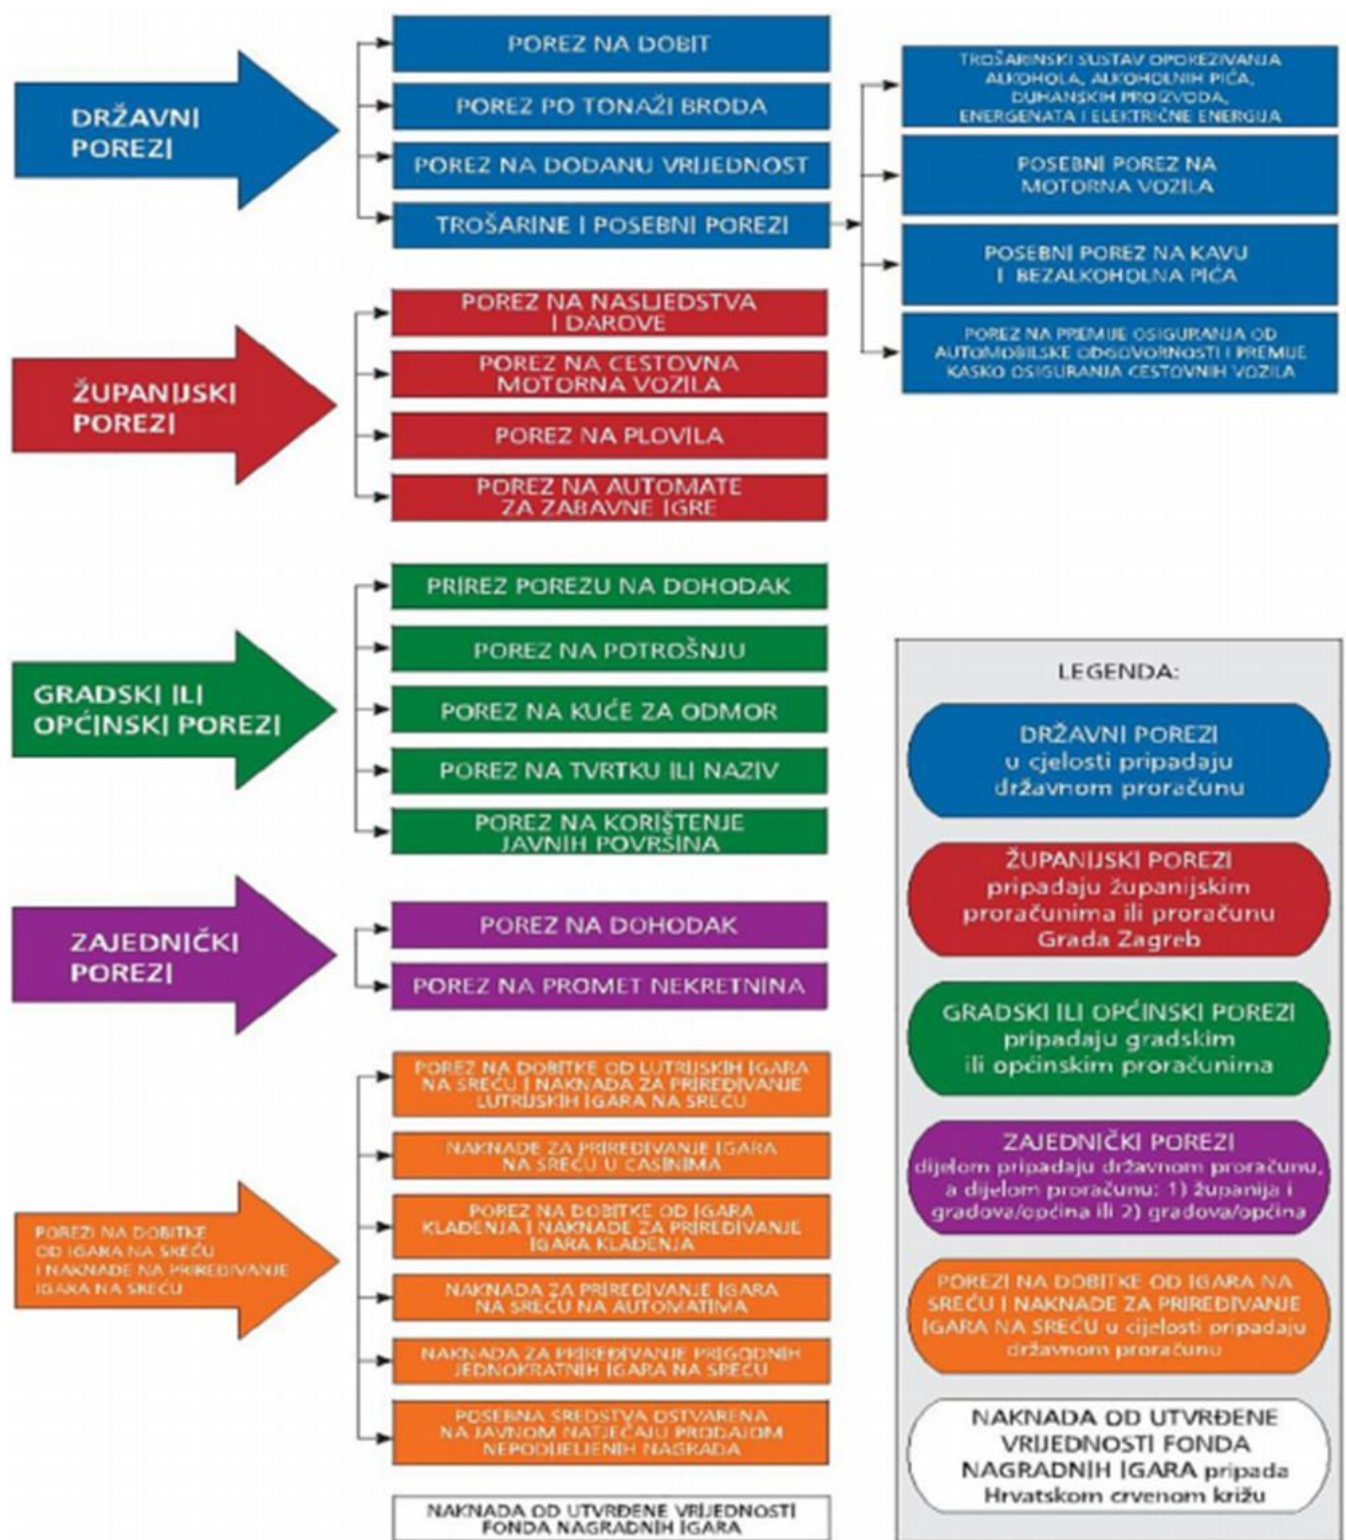 DRŽAVNI
POREZI
POREZ NA DOBIT
POREZ PO TONAŽI BRODA
POREZ NA DODANU VRIJEDNOST
TROŠARINE I POSEBNI POREZI
TROŠARINSKI SUSTAV OPOREZIVANJA
ALKOHOLA, ALKOHOLNIH PIĆA,
DUHANSKIH PROIZVODA,
ENERGENATA I ELEKTRIČNE ENERGIJA
POSEBNI POREZ NA
MOTORNA VOZILA
POSEBNI POREZ NA KAVU
I BEZALKOHOLNA PIĆA
POREZ NA PREMIJE OSIGURANJA OD
AUTOMOBILSKE ODGOVORNOSTI I PREMIJE
KASKO OSIGURANJA CESTOVNIH VOZILA
ŽUPANIJSKI
POREZI
POREZ NA NASLJEDSTVA
I DAROVE
POREZ NA CESTOVNA
MOTORNA VOZILA
POREZ NA PLOVILA
POREZ NA AUTOMATE
ZA ZABAVNE IGRE
GRADSKI ILI
OPĆINSKI POREZI
PRIREZ POREZU NA DOHODAK
POREZ NA POTROŠNJU
POREZ NA KUĆE ZA ODMOR
POREZ NA TVRTKU ILI NAZIV
POREZ NA KORIŠTENJE
JAVNIH POVRŠINA
ZAJEDNIČKI
POREZI
POREZ NA DOHODAK
POREZ NA PROMET NEKRETNINA
POREZI NA DOBITKE
OD IGARA NA SREĆU
I NAKNADE NA PRIREĐIVANJE
IGARA NA SREĆU
POREZ NA DOBITKE OD LUTRIJSKIH IGARA
NA SREĆU I NAKNADA ZA PRIREĐIVANJE
LUTRIJSKIH IGARA NA SREĆU
NAKNADE ZA PRIREĐIVANJE IGARA
NA SREĆU U CASINIMA
POREZ NA DOBITKE OD IGARA
KLAĐENJA I NAKNADE ZA PRIREĐIVANJE
IGARA KLAĐENJA
NAKNADA ZA PRIREĐIVANJE IGARA
NA SREĆU NA AUTOMATIMA
NAKNADA ZA PRIREĐIVANJE PRIGODNIH
JEDNOKRATNIH IGARA NA SREĆU
POSEBNA SREDSTVA OSTVARENA
NA JAVNOM NATJEČAJU PRODAJOM
NEPODIJELJENIH NAGRADA
NAKNADA OD UTVRĐENE VRIJEDNOSTI
FONDA NAGRADNIH IGARA
LEGENDA:
DRŽAVNI POREZI
u cjelosti pripadaju
državnom proračunu
ŽUPANIJSKI POREZI
pripadaju županijskim
proračunima ili proračunu
Grada Zagreb
GRADSKI ILI OPĆINSKI POREZI
pripadaju gradskim
ili općinskim proračunima
ZAJEDNIČKI POREZI
dijelom pripadaju državnom proračunu,
a dijelom proračunu: 1) županija i
gradova/općina ili 2) gradova/općina
POREZI NA DOBITKE OD IGARA NA
SREĆU I NAKNADE ZA PRIREĐIVANJE
IGARA NA SREĆU u cijelosti pripadaju
državnom proračunu
NAKNADA OD UTVRĐENE
VRIJEDNOSTI FONDA
NAGRADNIH IGARA pripada
Hrvatskom crvenom križu